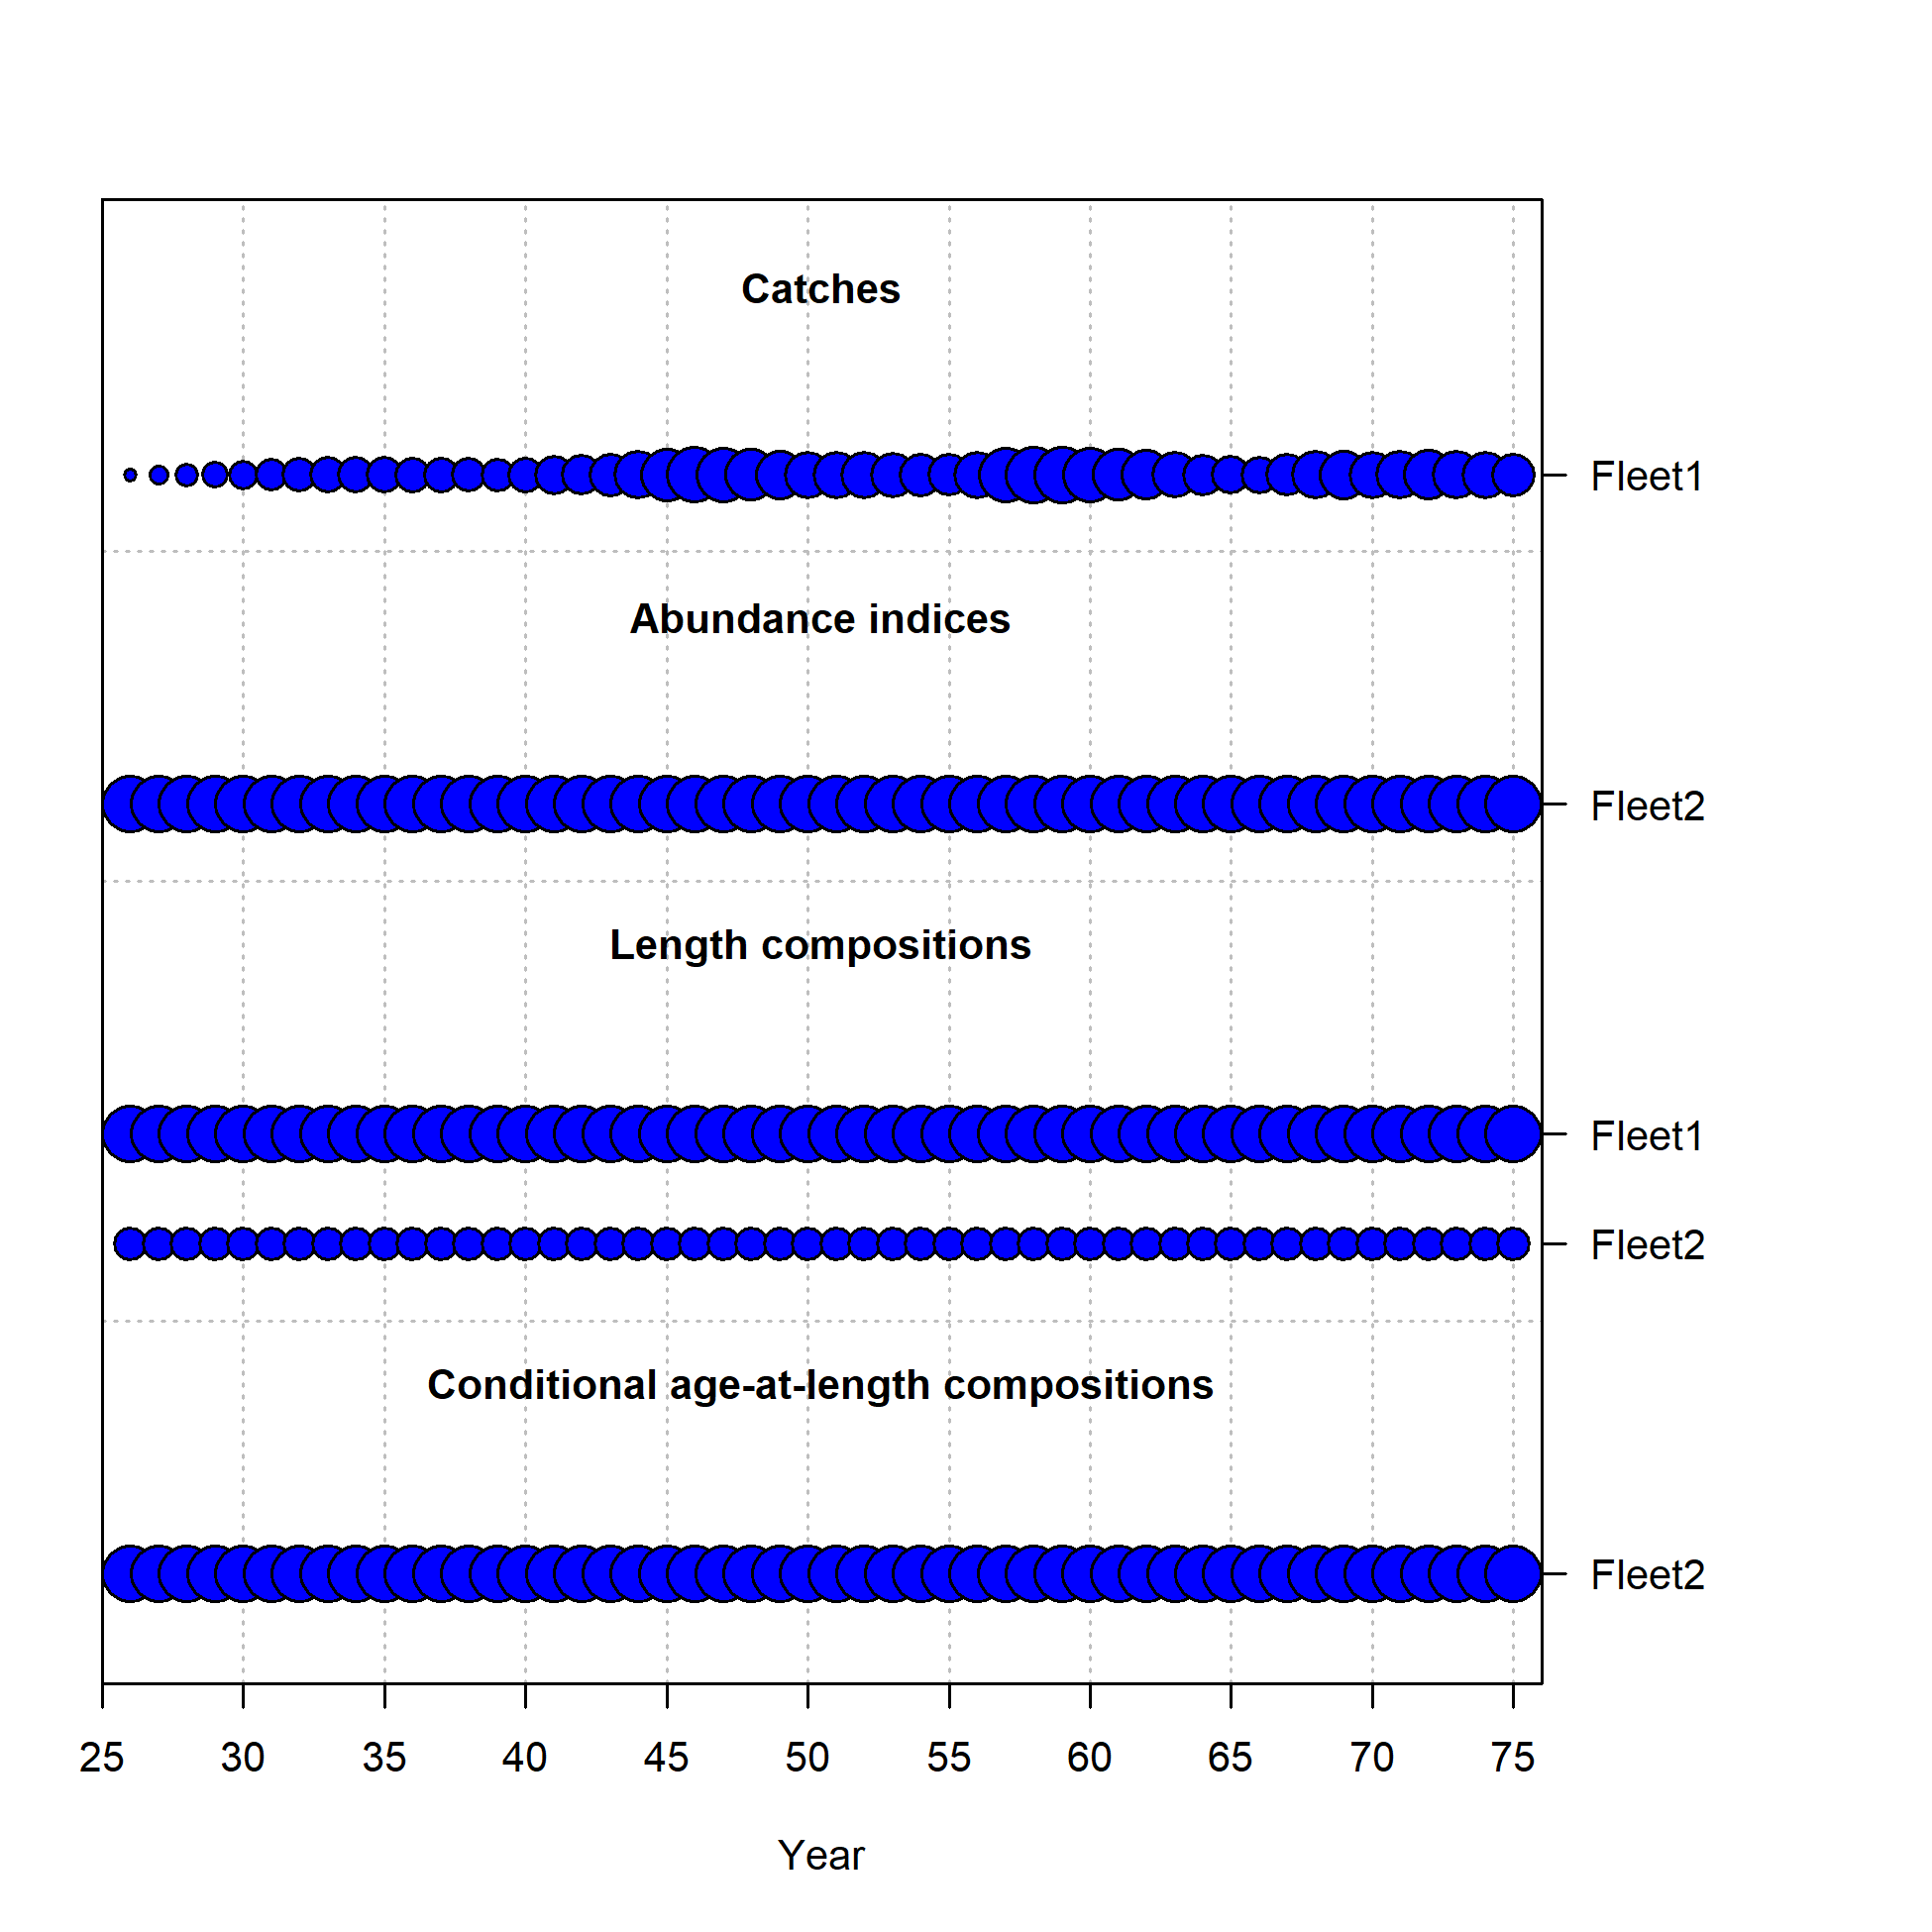 Catches
Fleet1
Abundance indices
Fleet2
Length compositions
Fleet1
Fleet2
Conditional age-at-length compositions
Fleet2
25 30 35 40 45 50 55 60 65 70 75
Year